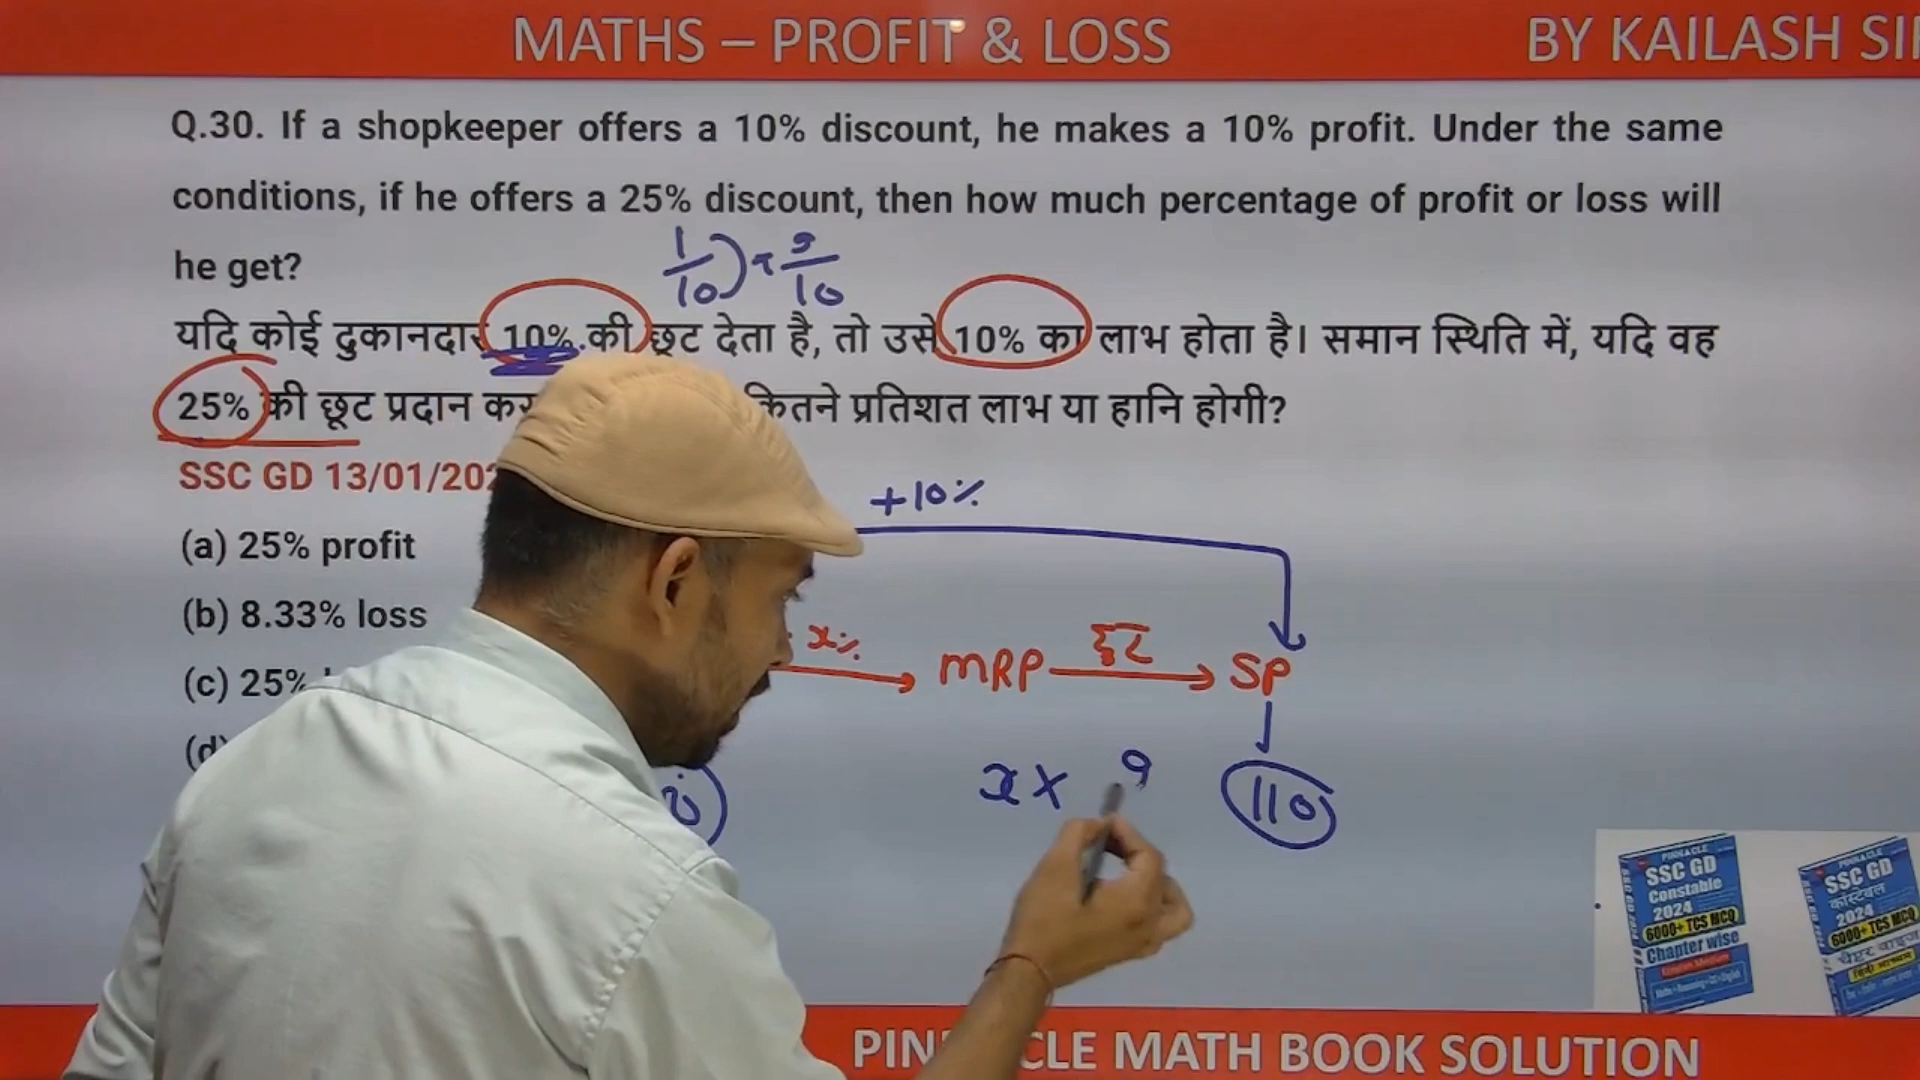 MATHS – PROFIT & LOSS
BY KAILASH
Q.30. If a shopkeeper offers a 10% discount, he makes a 10% profit. Under the same
conditions, if he offers a 25% discount, then how much percentage of profit or loss will
he get?
1/10 9/10
यदि कोई दुकानदार 10% की छूट देता है, तो उसे 10% का लाभ होता है। समान स्थिति में, यदि वह
25% की छूट प्रदान कितने प्रतिशत लाभ या हानि होगी?
SSC GD 13/01/202
+10%
(a) 25% profit
(b) 8.33% loss
x% MRP छूट SP
(c) 25%
(d)
x × 9 110
PINNACLE
SSC GD
Constable
2024
6000+ TCS MCQ
Chapter wise
PINNACLE
SSC GD
कांस्टेबल
2024
6000+ TCS MCQ
चैप्टर वाइज
MATH BOOK SOLUTION